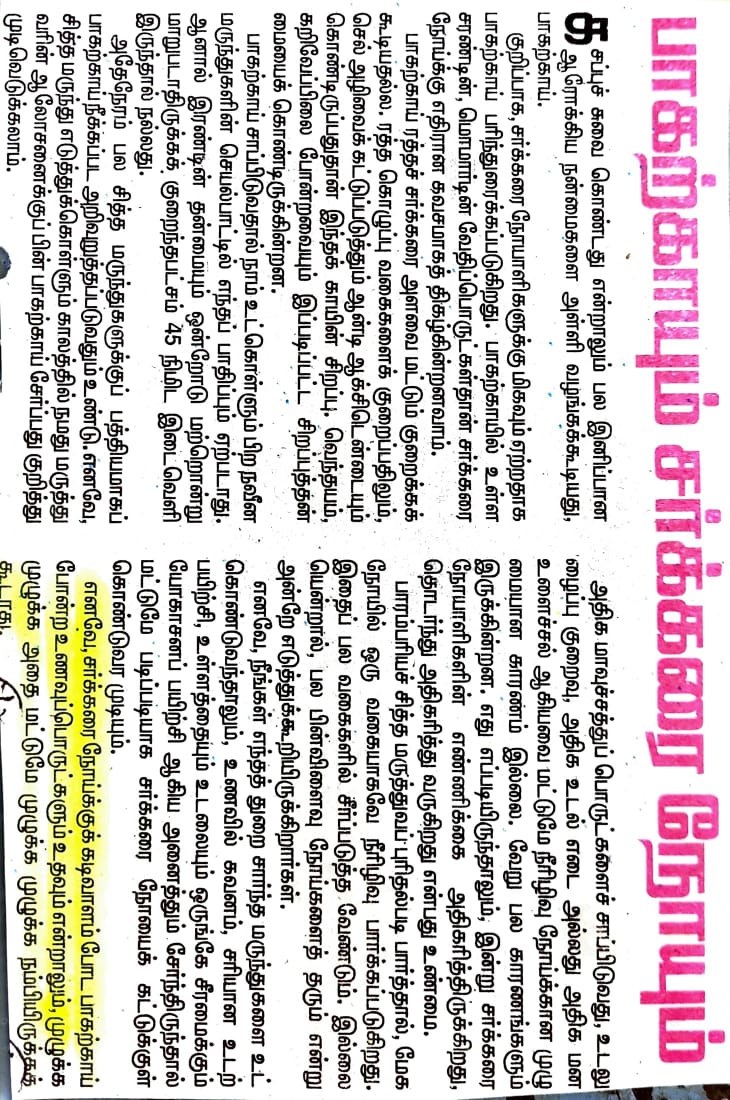 பாகற்காயும் சர்க்கரை நோயும்
கசப்புச் சுவை கொண்டது என்றாலும் பல இனிப்பான
ஆரோக்கிய நன்மைகளை அள்ளி வழங்கக்கூடியது,
பாகற்காய்.
குறிப்பாக, சர்க்கரை நோயாளிகளுக்கு மிகவும் ஏற்றதாக
பாகற்காய் பரிந்துரைக்கப்படுகிறது. பாகற்காயில் உள்ள
சரண்டின், மொமார்டின் வேதிப்பொருட்கள்தான் சர்க்கரை
நோய்க்கு எதிரான கவசமாகத் திகழ்கின்றனவாம்.
பாகற்காய் ரத்தச் சர்க்கரை அளவை மட்டும் குறைக்கக்
கூடியதல்ல. ரத்த கொழுப்பு வகைகளைக் குறைப்பதிலும்,
செல் அழிவைக் கட்டுப்படுத்தும் ஆன்டி ஆக்சிடென்டையும்
கொண்டிருப்பதுதான் இந்தக் காயின் சிறப்பு. வெந்தயம்,
கறிவேப்பிலை போன்றவையும் இப்படிப்பட்ட சிறப்புத்தன்
மையைக் கொண்டிருக்கின்றன.
பாகற்காய் சாப்பிடுவதால் நாம் உட்கொள்ளும் பிற நவீன
மருந்துகளின் செயல்பாட்டில் எந்தப் பாதிப்பும் ஏற்படாது.
ஆனால் இரண்டின் தன்மையும் ஒன்றோடு மற்றொன்று
மாறுபடாதிருக்கக் குறைந்தபட்சம் 45 நிமிட இடைவெளி
இருந்தால் நல்லது.
அதேநேரம் பல சித்த மருந்துகளுக்குப் பத்தியமாகப்
பாகற்காய் நீக்கப்பட அறிவுறுத்தப்படுவதும் உண்டு. எனவே,
சித்த மருந்து எடுத்துக்கொள்ளும் காலத்தில் நமது மருத்து
வரின் ஆலோசனைக்குப் பின் பாகற்காய் சேர்ப்பது குறித்து
முடிவெடுக்கலாம்.
அதிக மாவுச்சத்துப் பொருட்களைச் சாப்பிடுவது, உடலு
ழைப்பு குறைவு, அதிக உடல் எடை அல்லது அதிக மன
உளைச்சல் ஆகியவை மட்டுமே நீரிழிவு நோய்க்கான முழு
மையான காரணம் இல்லை. வேறு பல காரணங்களும்
இருக்கின்றன. எது எப்படியிருந்தாலும், இன்று சர்க்கரை
நோயாளிகளின் எண்ணிக்கை அதிகரித்திருக்கிறது,
தொடர்ந்து அதிகரித்து வருகிறது என்பது உண்மை.
பாரம்பரியச் சித்த மருத்துவப் புரிதல்படி பார்த்தால், மேக
நோயில் ஒரு வகையாகவே நீரிழிவு பார்க்கப்படுகிறது.
இதைப் பல வகைகளில் சீர்ப்படுத்த வேண்டும். இல்லை
யென்றால், பல பின்விளைவு நோய்களைத் தரும் என்று
அன்றே எடுத்துக்கூறியிருக்கிறார்கள்.
எனவே, நீங்கள் எந்தத் துறை சார்ந்த மருந்துகளை உட்
கொண்டுவந்தாலும், உணவில் கவனம், சரியான உடற்
பயிற்சி, உள்ளத்தையும் உடலையும் ஒருங்கே சீரமைக்கும்
யோகாசனப் பயிற்சி ஆகிய அனைத்தும் சேர்ந்திருந்தால்
மட்டுமே படிப்படியாக சர்க்கரை நோயைக் கட்டுக்குள்
கொண்டுவர முடியும்.
எனவே, சர்க்கரை நோய்க்குக் கடிவாளம் போட பாகற்காய்
போன்ற உணவுப்பொருட்களும் உதவும் என்றாலும், முழுக்க
முழுக்க அதை மட்டுமே முழுக்க முழுக்க நம்பியிருக்கக்
கூடாது.